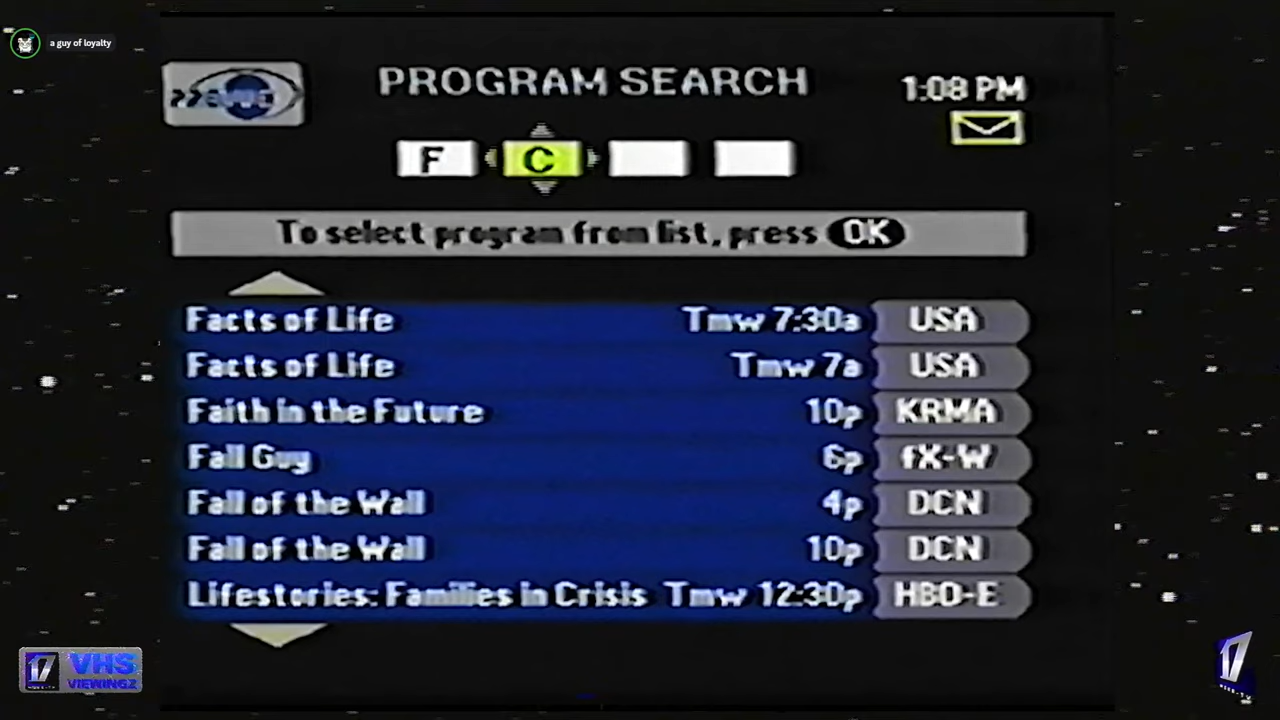 a guy of loyalty
PROGRAM SEARCH
1:08 PM
F C
To select program from list, press OK
Facts of Life Tmw 7:30a USA
Facts of Life Tmw 7a USA
Faith in the Future 10p KRMA
Fall Guy 6p fX-W
Fall of the Wall 4p DCN
Fall of the Wall 10p DCN
Lifestories: Families in Crisis Tmw 12:30p HBO-E
17 VHS
VIEWINGZ
17